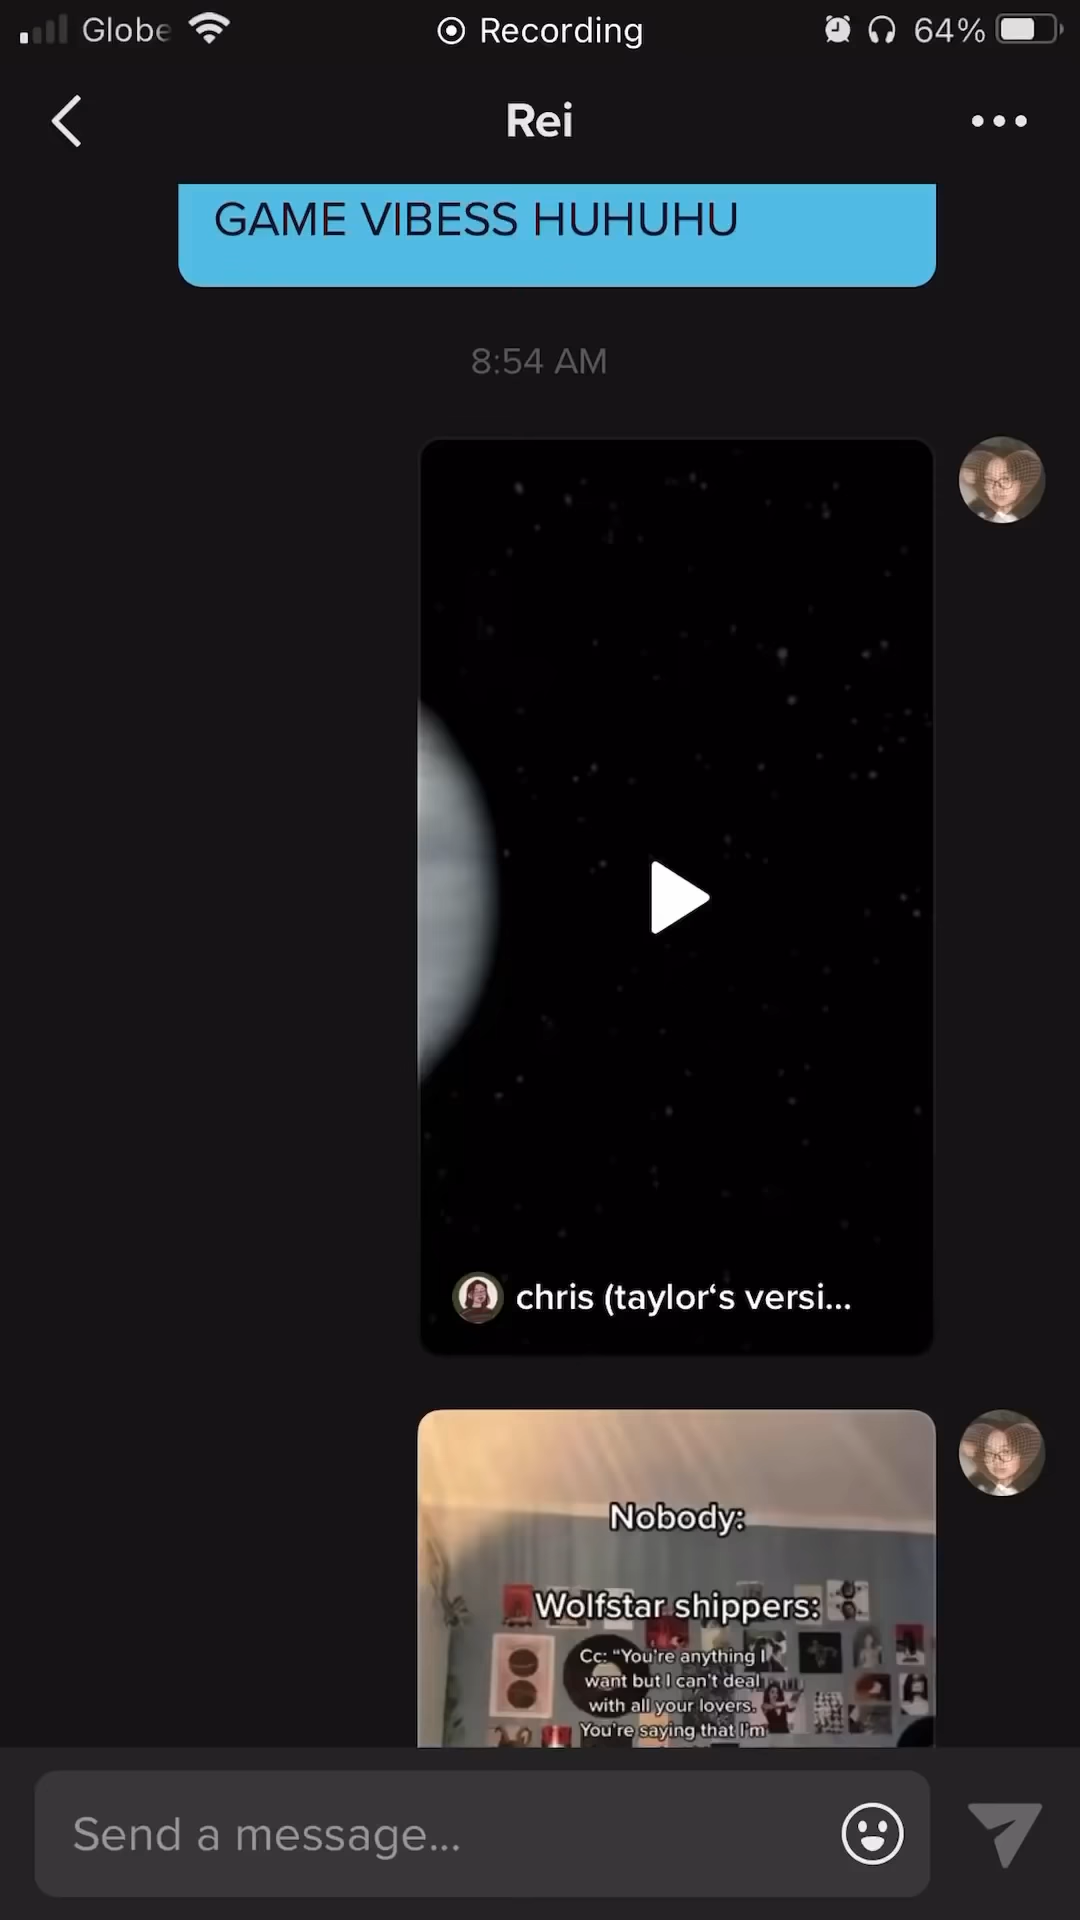 Globe
Recording
64%
Rei
GAME VIBESS HUHUHU
8:54 AM
chris (taylor‘s versi...
Nobody:
Wolfstar shippers:
Cc: "You're anything I
want but I can't deal
with all your lovers.
You're saying that I'm
Send a message...